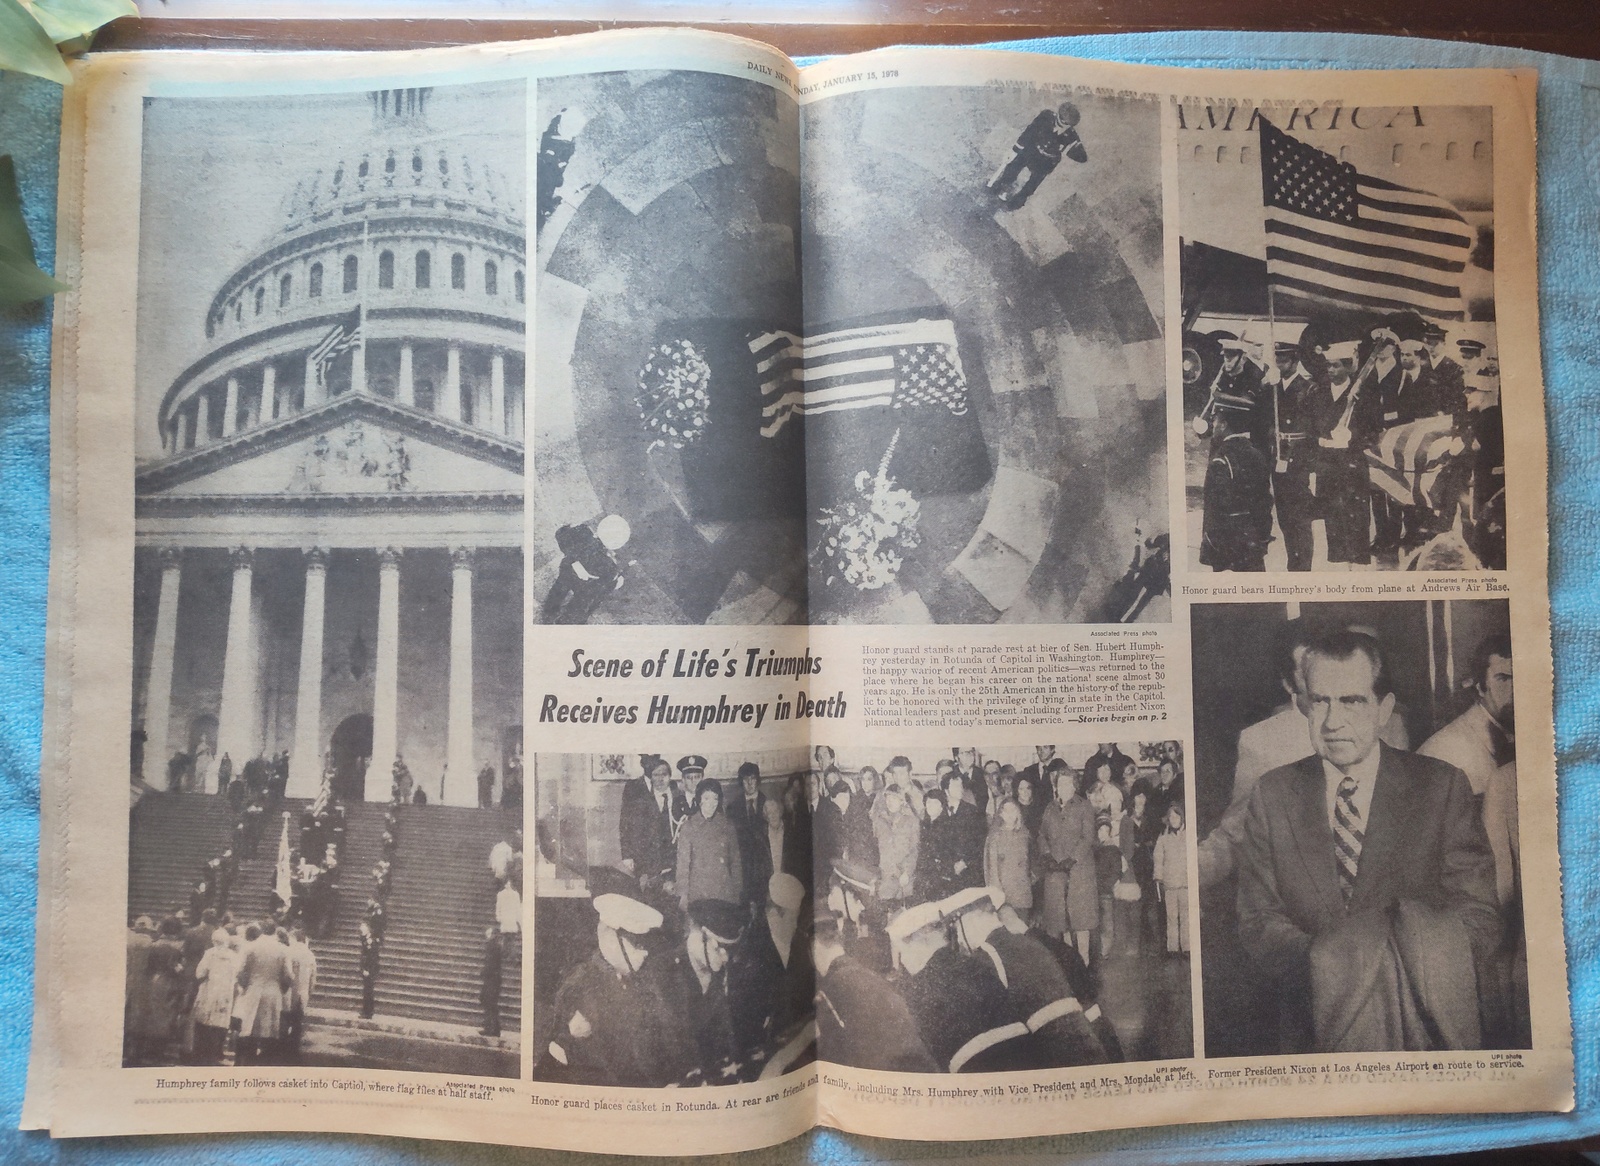 DAILY NEWS, SUNDAY, JANUARY 15, 1978
AMERICA
Associated Press photo
Humphrey family follows casket into Captiol, where flag flies at half staff.
Associated Press photo
Scene of Life's Triumphs
Receives Humphrey in Death
Honor guard stands at parade rest at bier of Sen. Hubert Humph-
rey yesterday in Rotunda of Capitol in Washington. Humphrey—
the happy warior of recent American politics—was returned to the
place where he began his career on the national scene almost 30
years ago. He is only the 25th American in the history of the repub-
lic to be honored with the privilege of lying in state in the Capitol.
National leaders past and present including former President Nixon
planned to attend today's memorial service. —Stories begin on p. 2
UPI photo
Honor guard places casket in Rotunda. At rear are friends and family, including Mrs. Humphrey with Vice President and Mrs. Mondale at left.
Associated Press photo
Honor guard bears Humphrey's body from plane at Andrews Air Base.
UPI photo
Former President Nixon at Los Angeles Airport en route to service.